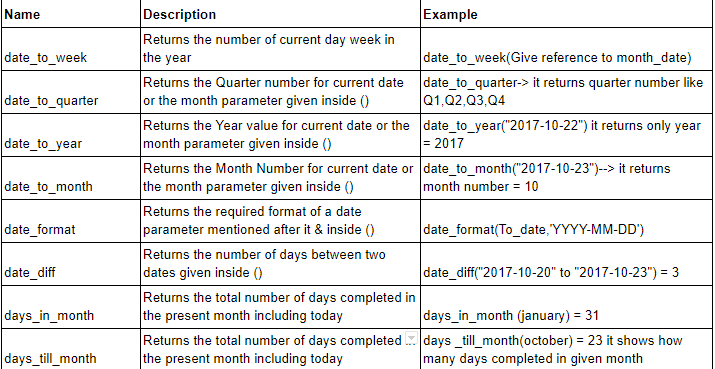 Name Description Example
Returns the number of current day week in
date_to_week the year date_to_week(Give reference to month_date)
Returns the Quarter number for current date date_to_quarter-> it returns quarter number like
date_to_quarter or the month parameter given inside () Q1,Q2,Q3,Q4
Returns the Year value for current date or the date_to_year("2017-10-22") it returns only year
date_to_year month parameter given inside () = 2017
Returns the Month Number for current date or date_to_month("2017-10-23")--> it returns
date_to_month the month parameter given inside () month number = 10
Returns the required format of a date
date_format parameter mentioned after it & inside () date_format(To_date,'YYYY-MM-DD')
Returns the number of days between two
date_diff dates given inside () date_diff("2017-10-20" to "2017-10-23") = 3
Returns the total number of days completed in
days_in_month the present month including today days_in_month (january) = 31
Returns the total number of days completed days _till_month(october) = 23 it shows how
days_till_month the present month including today many days completed in given month